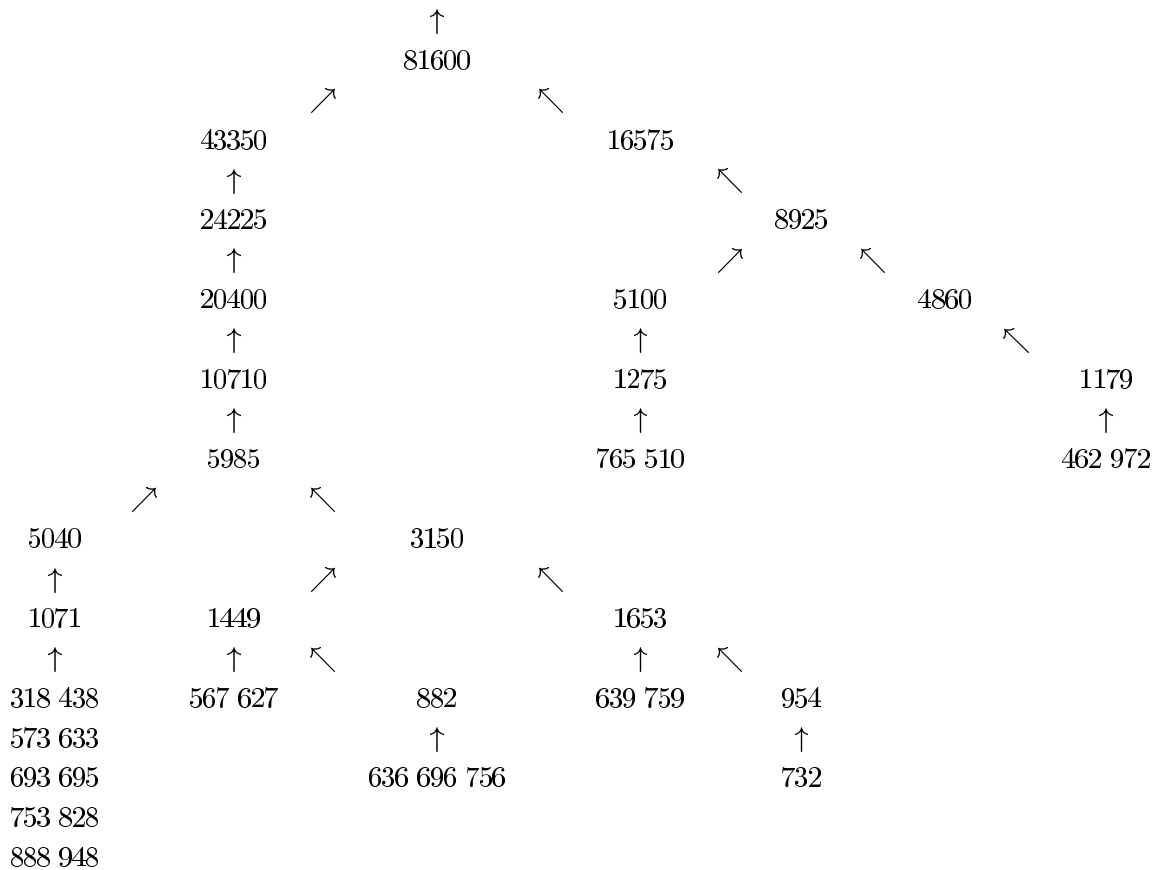 ↑
81600
↗ ↖
43350 16575
↑ ↖
24225 8925
↑ ↗ ↖
20400 5100 4860
↑ ↑ ↖
10710 1275 1179
↑ ↑ ↑
5985 765 510 462 972
↗ ↖
5040 3150
↑ ↗ ↖
1071 1449 1653
↑ ↑ ↖ ↑ ↖
318 438 567 627 882 639 759 954
573 633 ↑ ↑
693 695 636 696 756 732
753 828
888 948